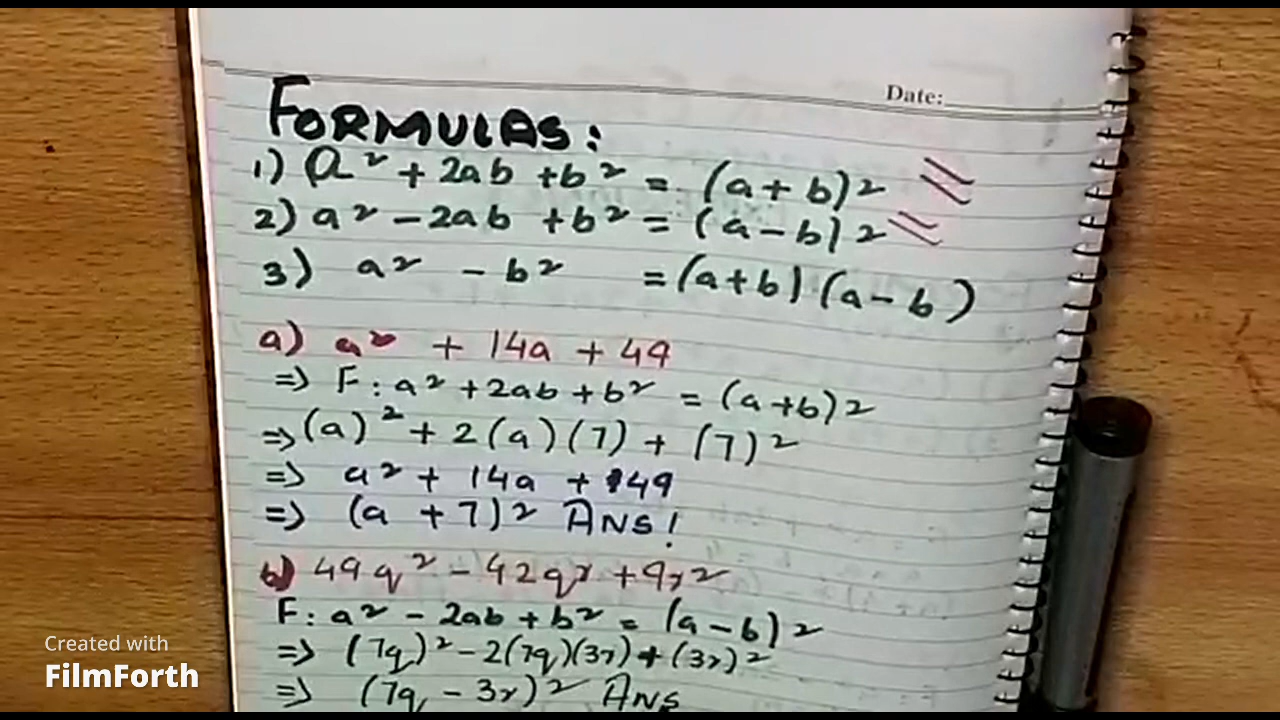 Date:
FORMULAS:
1) a² + 2ab + b² = (a + b)²
2) a² - 2ab + b² = (a - b)²
3) a² - b² = (a+b) (a - b)
a) a² + 14a + 49
=> F: a² + 2ab + b² = (a+b)²
=> (a)² + 2(a)(7) + (7)²
=> a² + 14a + 49
=> (a + 7)² ANS!
b) 49q² - 42qr + 9r²
F: a² - 2ab + b² = (a - b)²
=> (7q)² - 2(7q)(3r) + (3r)²
=> (7q - 3r)² ANS
Created with
FilmForth